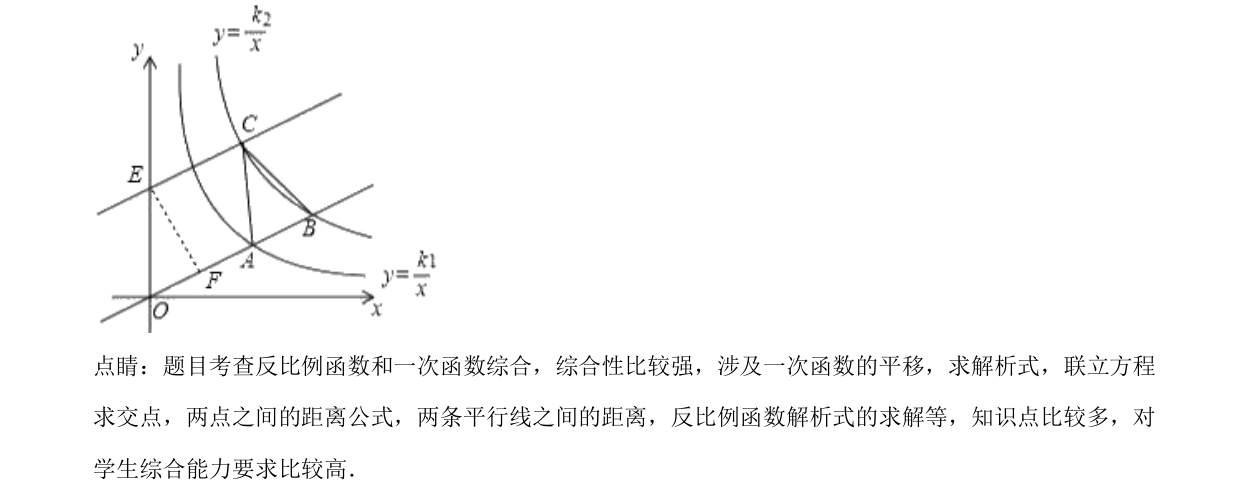 y=k2/x
y
C
E
B
A
F
y=k1/x
O
x
点睛：题目考查反比例函数和一次函数综合，综合性比较强，涉及一次函数的平移，求解析式，联立方程
求交点，两点之间的距离公式，两条平行线之间的距离，反比例函数解析式的求解等，知识点比较多，对
学生综合能力要求比较高．